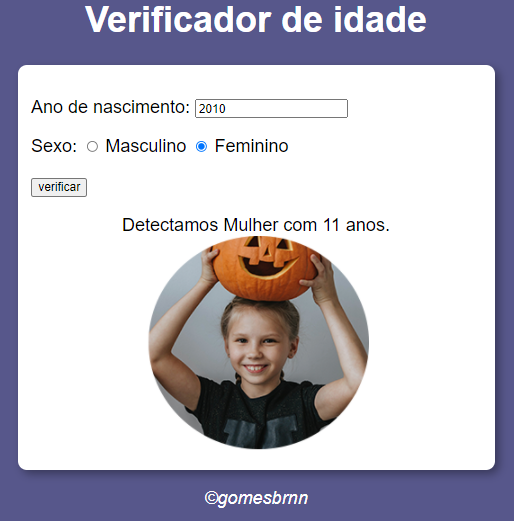 Verificador de idade
Ano de nascimento: 2010
Sexo: Masculino Feminino
verificar
Detectamos Mulher com 11 anos.
©gomesbrnn